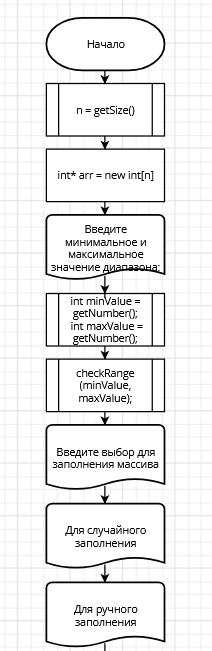 Начало
n = getSize()
int* arr = new int[n]
Введите
минимальное и
максимальное
значение диапазона:
int minValue =
getNumber();
int maxValue =
getNumber();
checkRange
(minValue,
maxValue);
Введите выбор для
заполнения массива
Для случайного
заполнения
Для ручного
заполнения